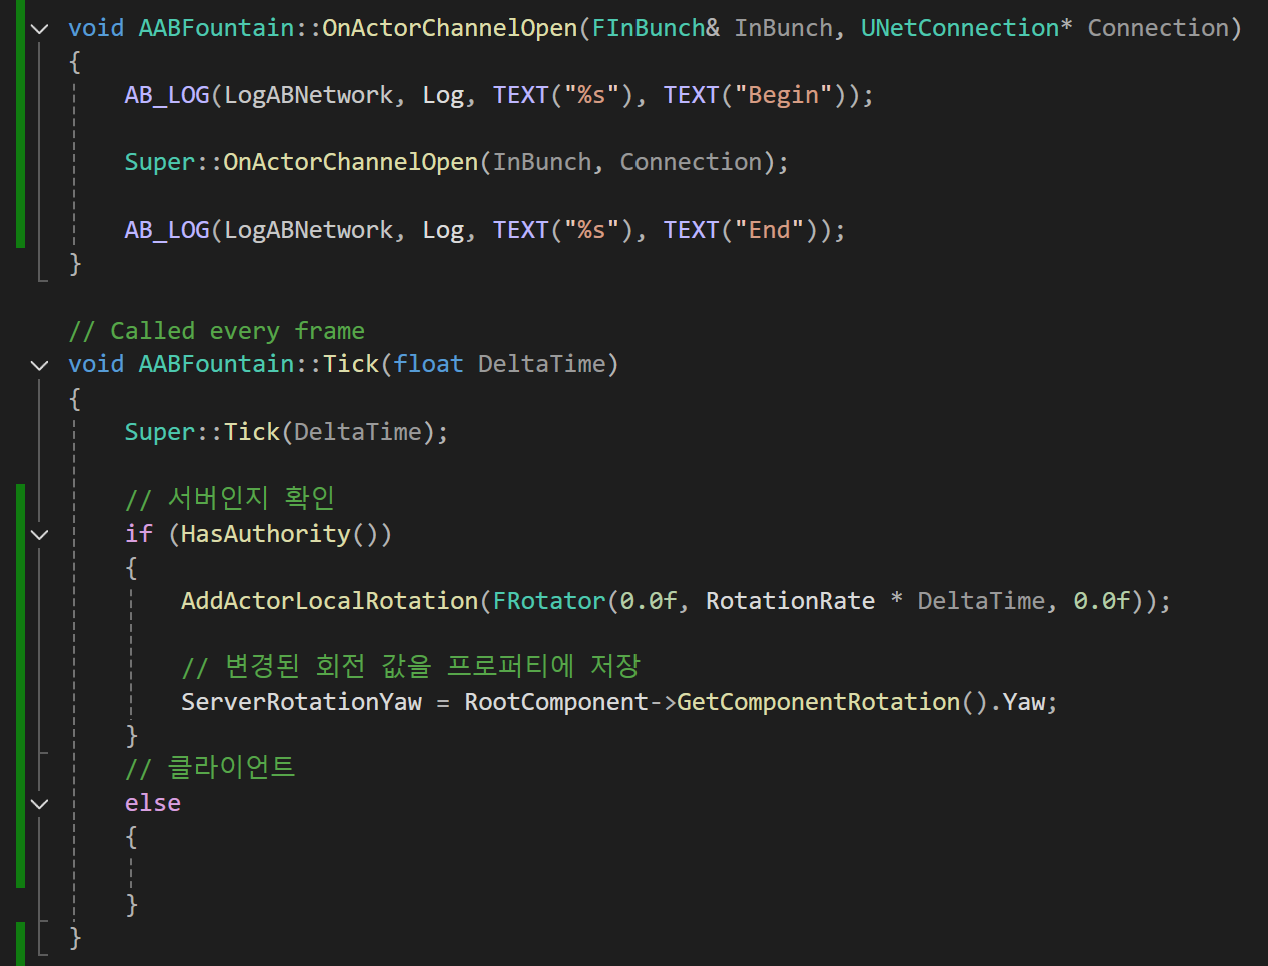 void AABFountain::OnActorChannelOpen(FInBunch& InBunch, UNetConnection* Connection)
{
    AB_LOG(LogABNetwork, Log, TEXT("%s"), TEXT("Begin"));
    Super::OnActorChannelOpen(InBunch, Connection);
    AB_LOG(LogABNetwork, Log, TEXT("%s"), TEXT("End"));
}
// Called every frame
void AABFountain::Tick(float DeltaTime)
{
    Super::Tick(DeltaTime);
    // 서버인지 확인
    if (HasAuthority())
    {
        AddActorLocalRotation(FRotator(0.0f, RotationRate * DeltaTime, 0.0f));
        // 변경된 회전 값을 프로퍼티에 저장
        ServerRotationYaw = RootComponent->GetComponentRotation().Yaw;
    }
    // 클라이언트
    else
    {
    }
}